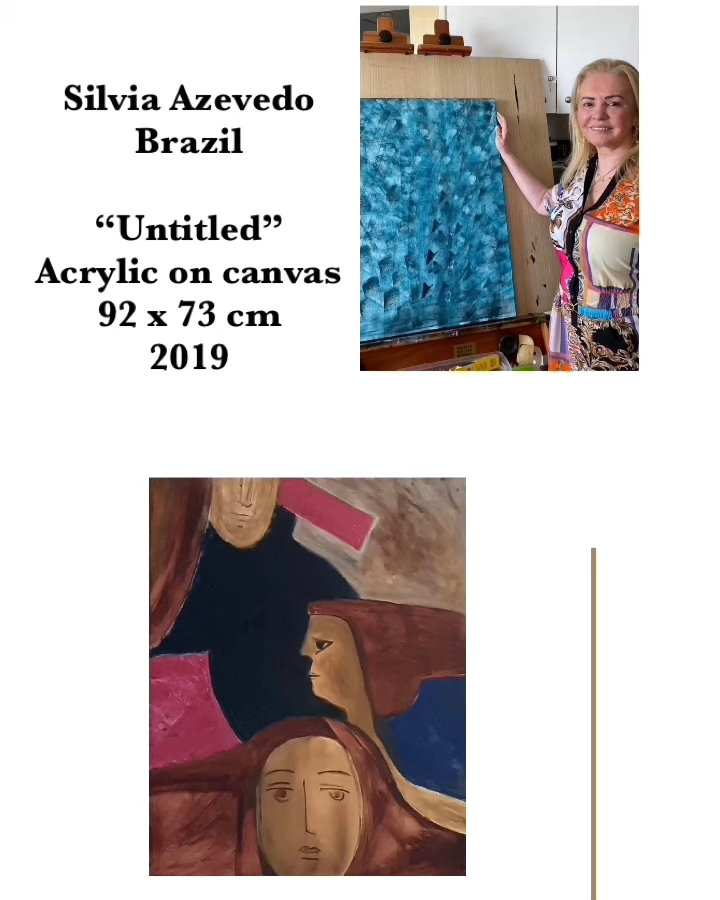 Silvia Azevedo
Brazil
“Untitled”
Acrylic on canvas
92 x 73 cm
2019